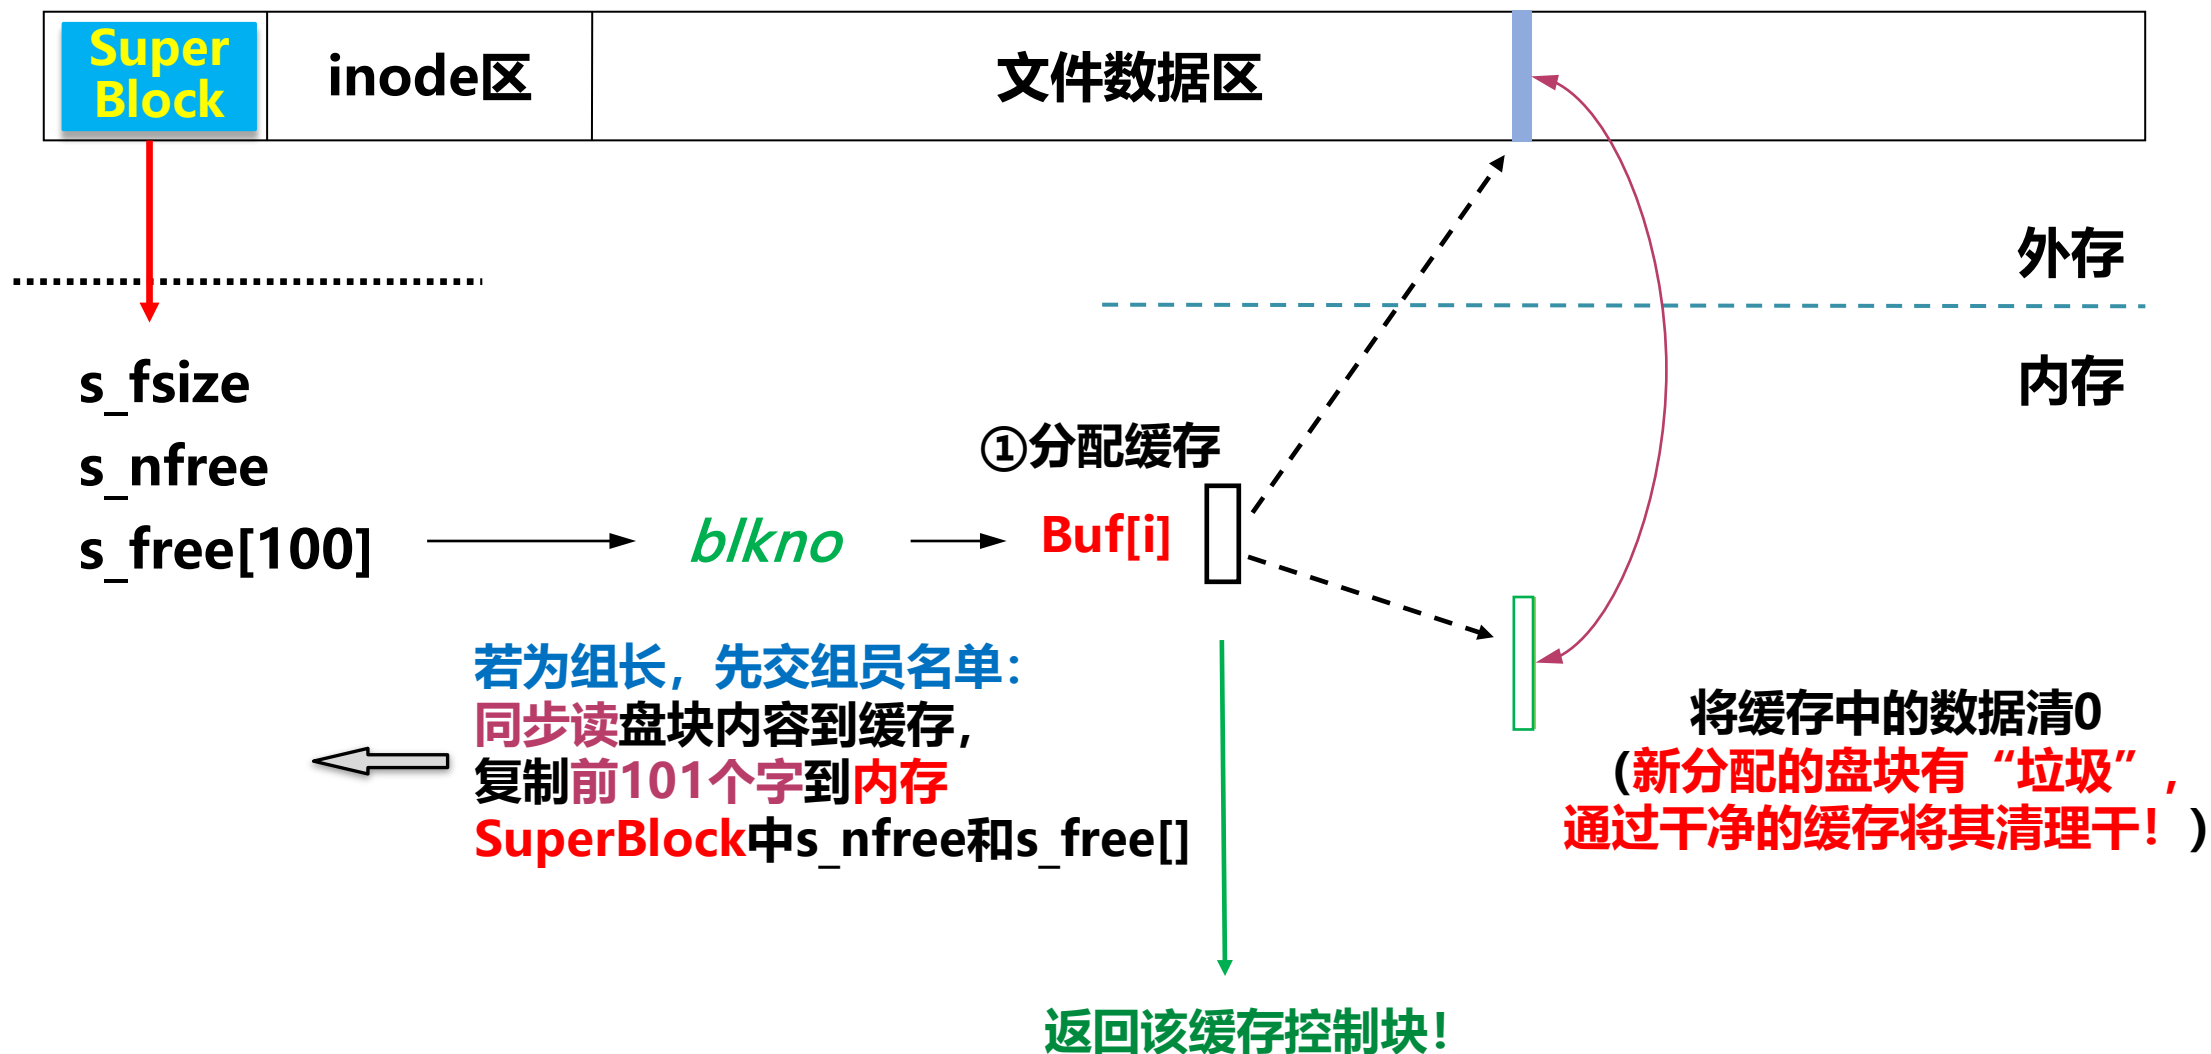 Super
Block
inode区
文件数据区
外存
内存
s_fsize
s_nfree
s_free[100]
blkno
①分配缓存
Buf[i]
若为组长，先交组员名单：
同步读盘块内容到缓存，
复制前101个字到内存
SuperBlock中s_nfree和s_free[]
将缓存中的数据清0
(新分配的盘块有“垃圾”，
通过干净的缓存将其清理干！)
返回该缓存控制块！